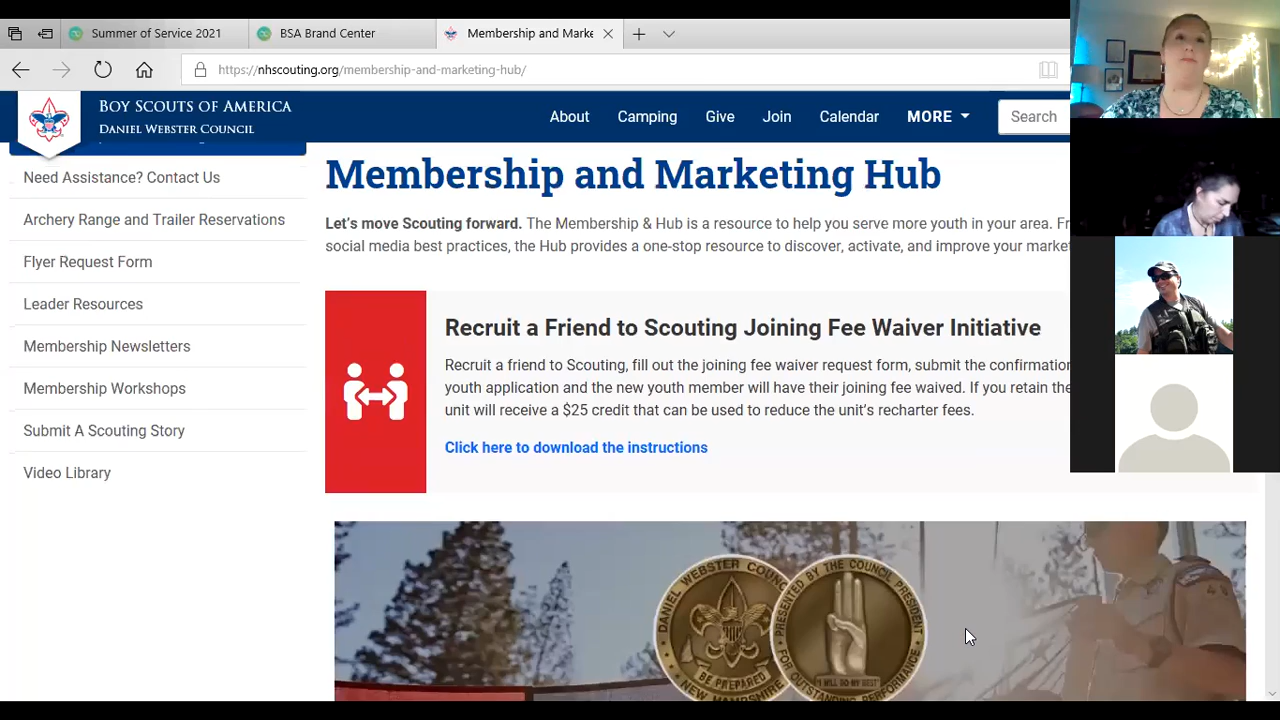 Summer of Service 2021
BSA Brand Center
Membership and Marke
https://nhscouting.org/membership-and-marketing-hub/
BOY SCOUTS OF AMERICA
DANIEL WEBSTER COUNCIL
About
Camping
Give
Join
Calendar
MORE
Search
Need Assistance? Contact Us
Archery Range and Trailer Reservations
Flyer Request Form
Leader Resources
Membership Newsletters
Membership Workshops
Submit A Scouting Story
Video Library
Membership and Marketing Hub
Let's move Scouting forward. The Membership & Hub is a resource to help you serve more youth in your area. Fr
social media best practices, the Hub provides a one-stop resource to discover, activate, and improve your market
Recruit a Friend to Scouting Joining Fee Waiver Initiative
Recruit a friend to Scouting, fill out the joining fee waiver request form, submit the confirmation
youth application and the new youth member will have their joining fee waived. If you retain the
unit will receive a $25 credit that can be used to reduce the unit's recharter fees.
Click here to download the instructions
DANIEL WEBSTER COUNC
BE PREPARED
NEW HAMPSHIRE
PRESENTED BY THE COUNCIL PRESIDENT
"I WILL DO MY BEST"
FOR OUTSTANDING PERFORMANCE